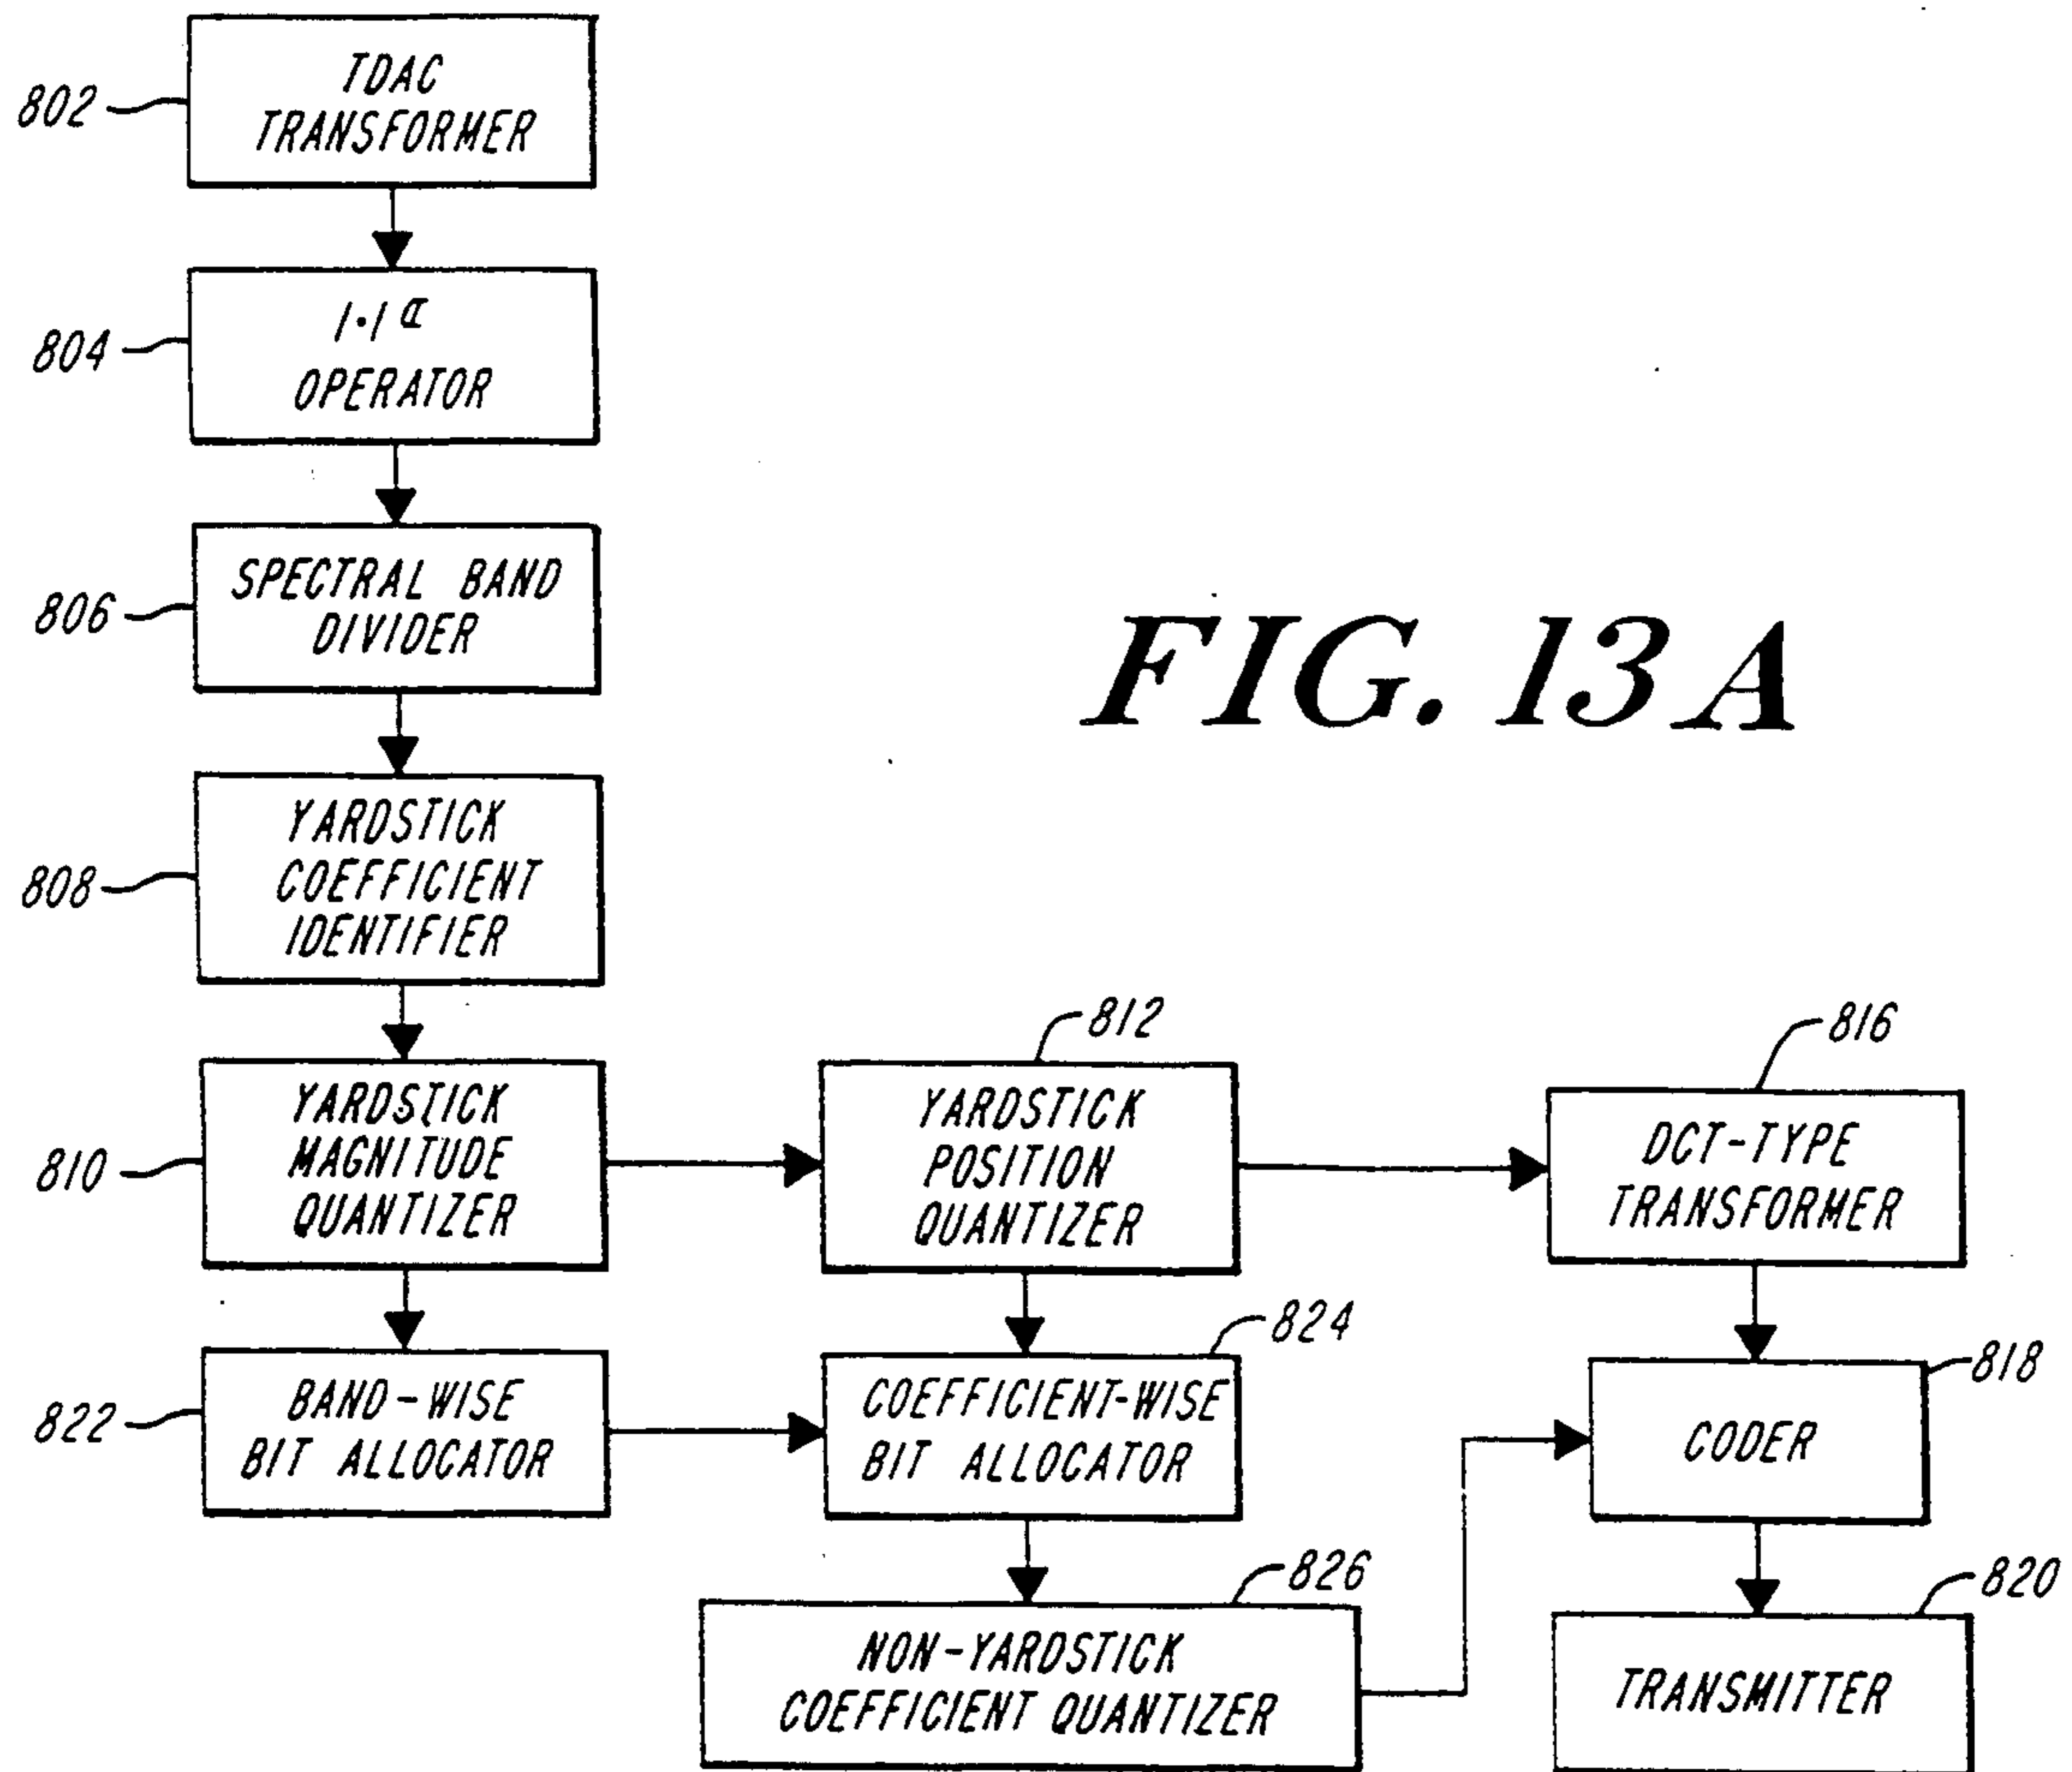 802
TDAC
TRANSFORMER
804
|·|α
OPERATOR
806
SPECTRAL BAND
DIVIDER
FIG. 13A
808
YARDSTICK
COEFFICIENT
IDENTIFIER
810
YARDSTICK
MAGNITUDE
QUANTIZER
812
YARDSTICK
POSITION
QUANTIZER
816
DCT-TYPE
TRANSFORMER
822
BAND-WISE
BIT ALLOCATOR
824
COEFFICIENT-WISE
BIT ALLOCATOR
818
CODER
826
NON-YARDSTICK
COEFFICIENT QUANTIZER
820
TRANSMITTER